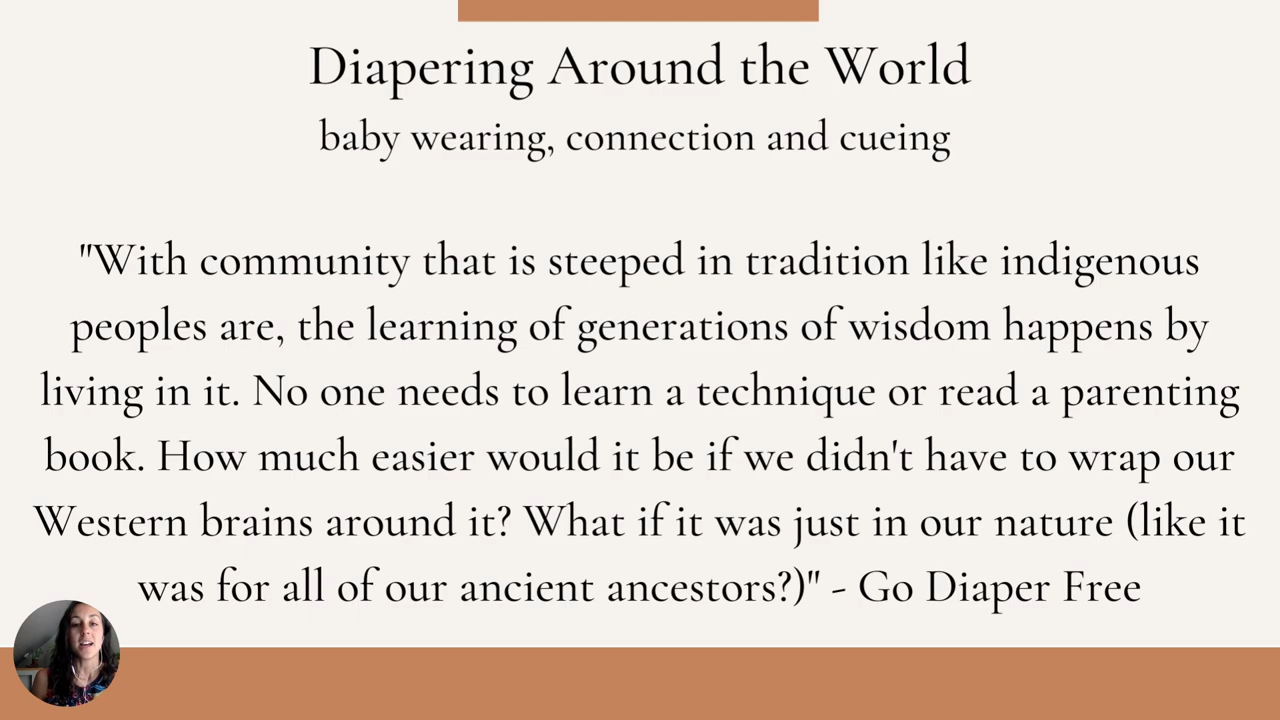 Diapering Around the World
baby wearing, connection and cueing
"With community that is steeped in tradition like indigenous
peoples are, the learning of generations of wisdom happens by
living in it. No one needs to learn a technique or read a parenting
book. How much easier would it be if we didn't have to wrap our
Western brains around it? What if it was just in our nature (like it
was for all of our ancient ancestors?)" - Go Diaper Free